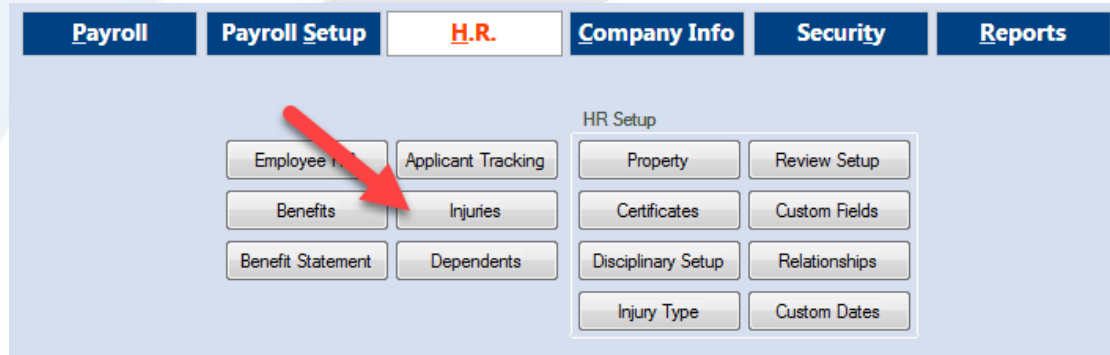 Payroll Payroll Setup H.R. Company Info Security Reports
HR Setup
Employee Applicant Tracking Property Review Setup
Benefits Injuries Certificates Custom Fields
Benefit Statement Dependents Disciplinary Setup Relationships
Injury Type Custom Dates